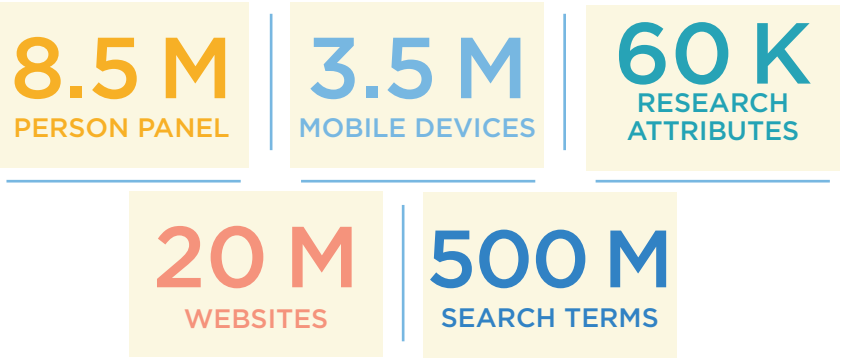 8.5 M
PERSON PANEL
3.5 M
MOBILE DEVICES
60 K
RESEARCH
ATTRIBUTES
20 M
WEBSITES
500 M
SEARCH TERMS